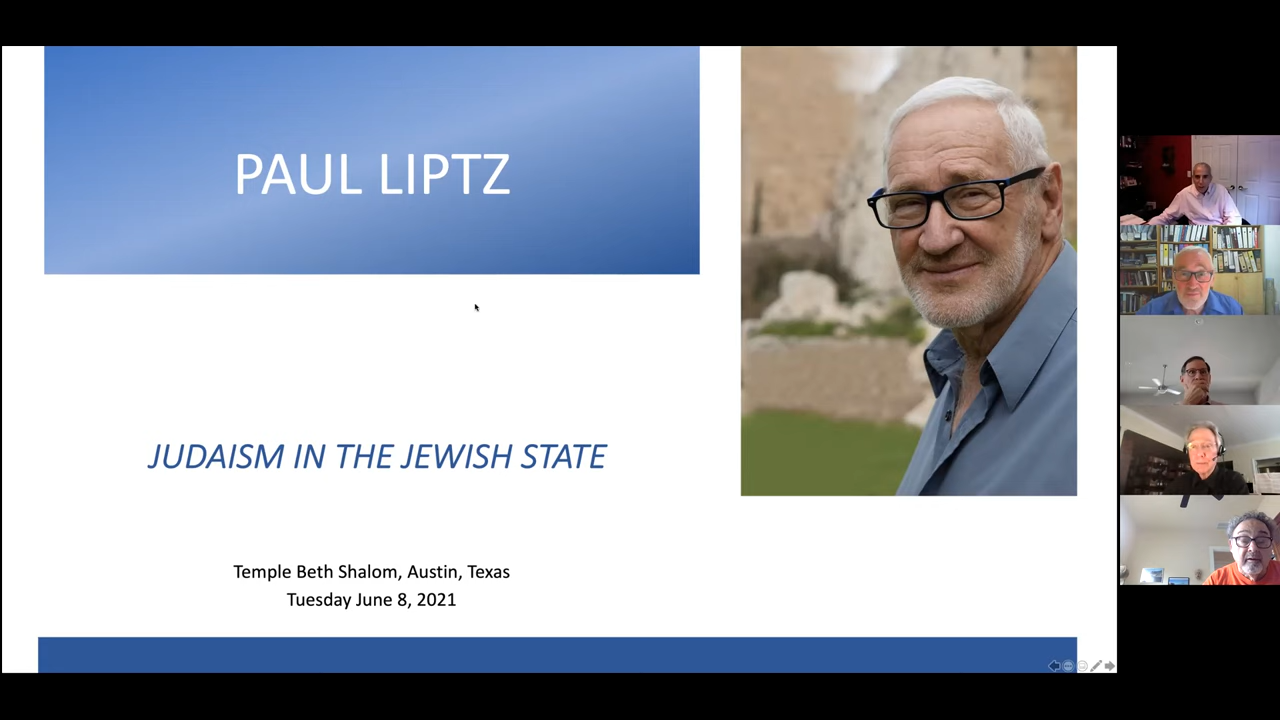 PAUL LIPTZ
JUDAISM IN THE JEWISH STATE
Temple Beth Shalom, Austin, Texas
Tuesday June 8, 2021